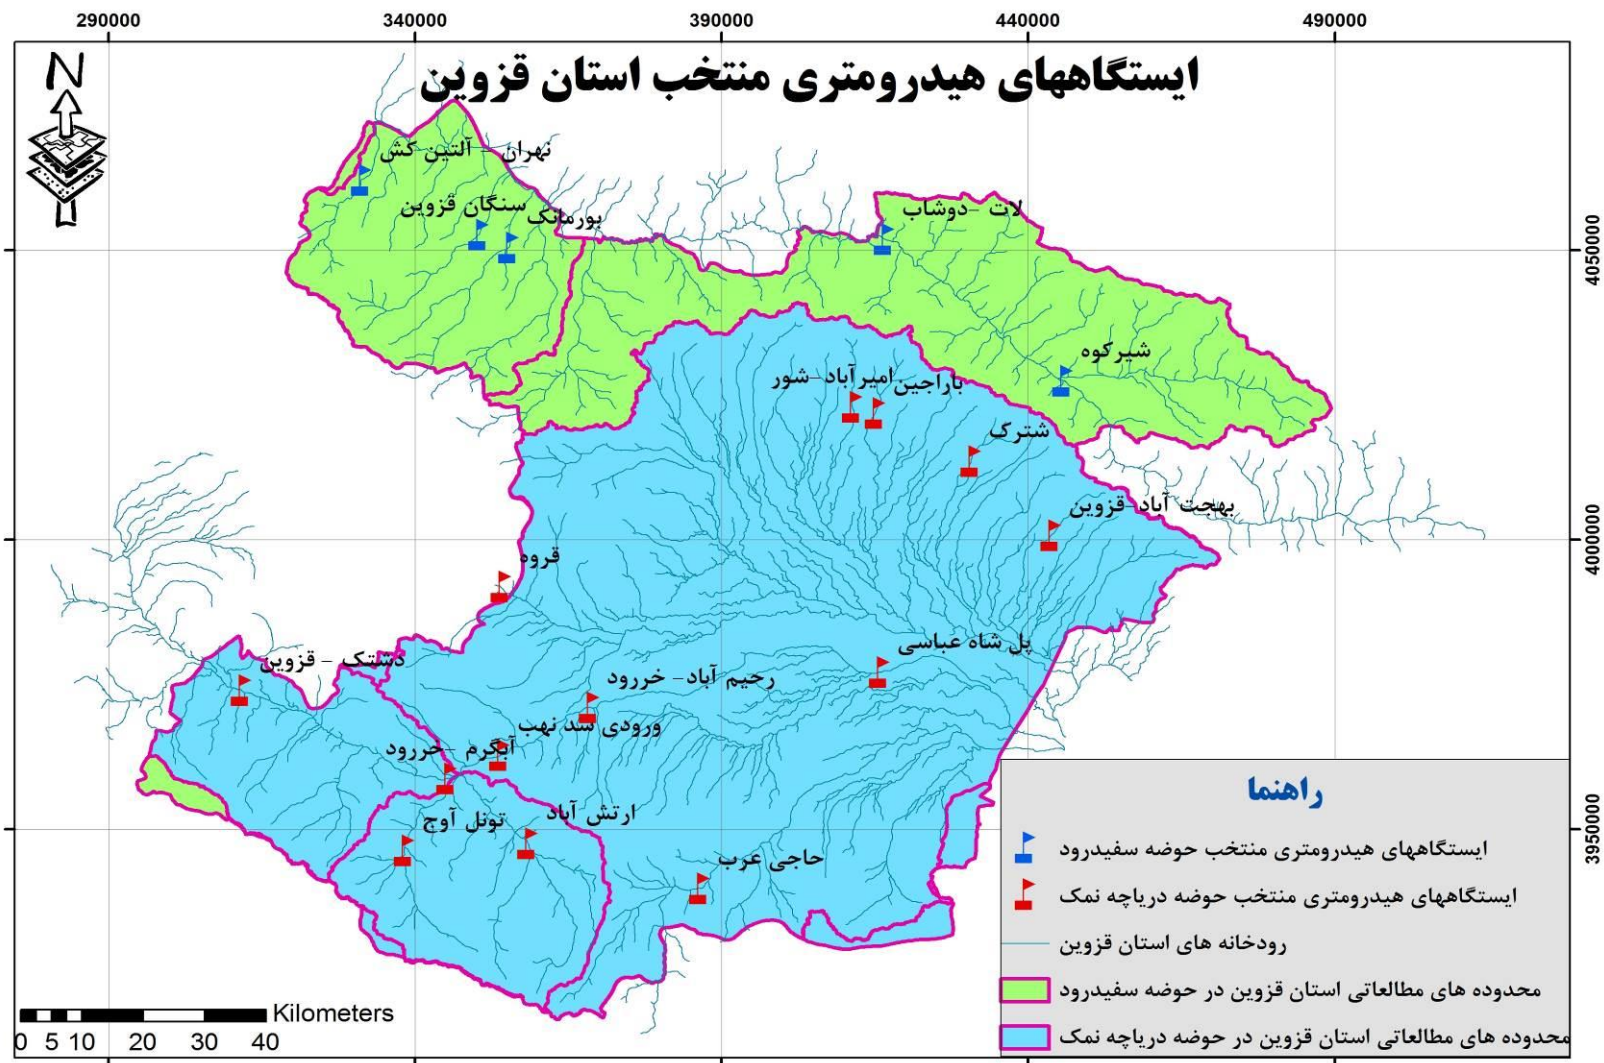 290000 340000 390000 440000 490000
ایستگاههای هیدرومتری منتخب استان قزوین
N
نهران - آلتین کش
سنگان قزوین
بورمانک
لات -دوشاب
4050000
شیرکوه
امیرآباد-شور
باراجین
شترک
بهجت آباد-قزوین
4000000
قروه
پل شاه عباسی
دشتک - قزوین
رحیم آباد- خررود
ورودی سد نهب
آبگرم -خررود
ارتش آباد
تونل آوج
حاجی عرب
3950000
راهنما
ایستگاههای هیدرومتری منتخب حوضه سفیدرود
ایستگاههای هیدرومتری منتخب حوضه دریاچه نمک
رودخانه های استان قزوین
محدوده های مطالعاتی استان قزوین در حوضه سفیدرود
محدوده های مطالعاتی استان قزوین در حوضه دریاچه نمک
Kilometers
0 5 10 20 30 40